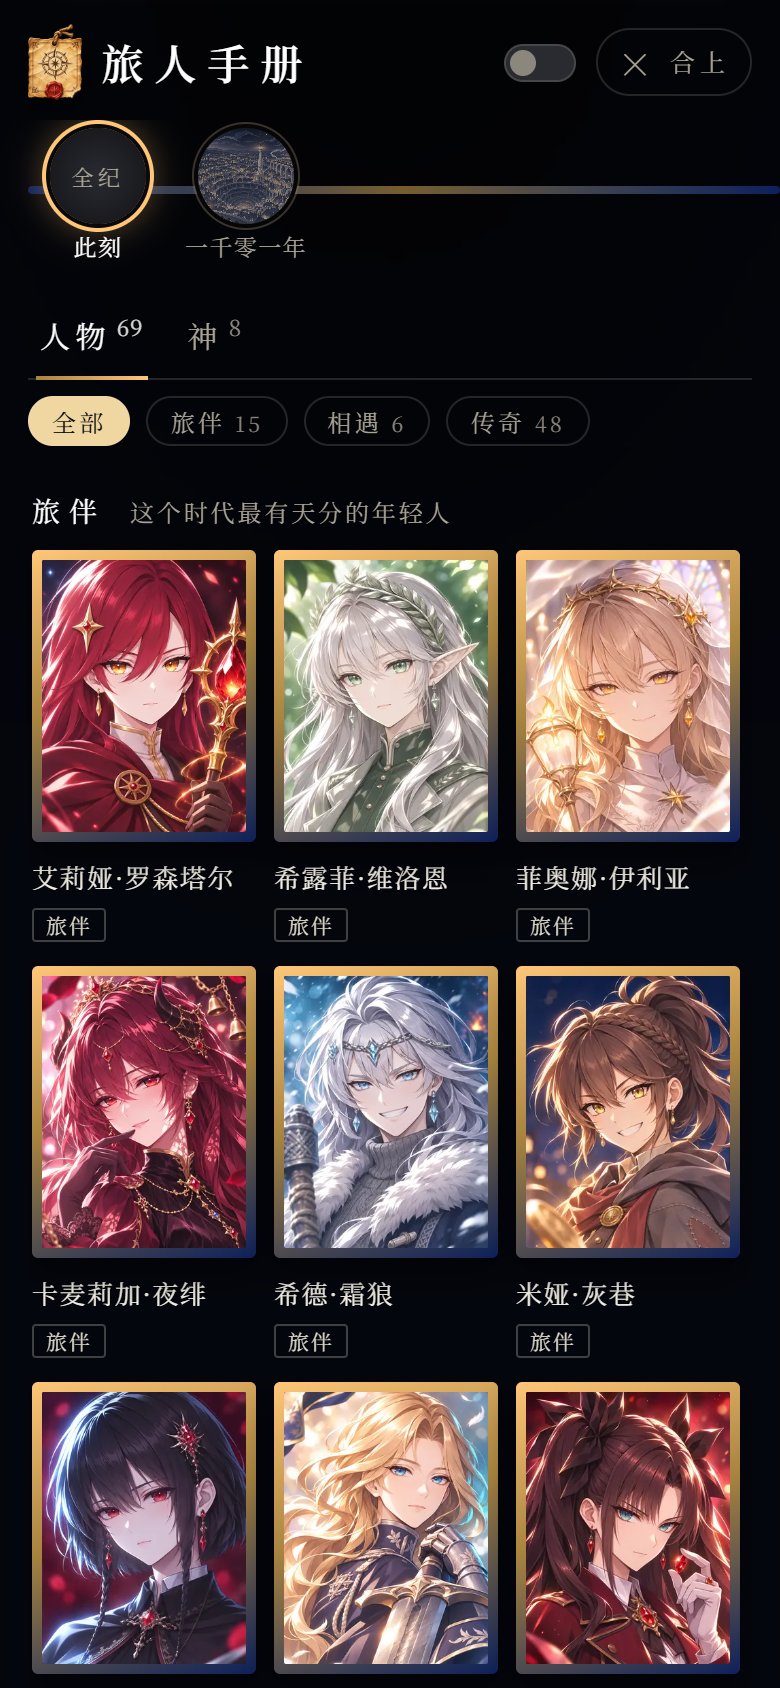 旅人手册
合上
全纪
此刻
一千零一年
人物 69 神 8
全部 旅伴 15 相遇 6 传奇 48
旅伴 这个时代最有天分的年轻人
艾莉娅·罗森塔尔 希露菲·维洛恩 菲奥娜·伊利亚
旅伴 旅伴 旅伴
卡麦莉加·夜绯 希德·霜狼 米娅·灰巷
旅伴 旅伴 旅伴